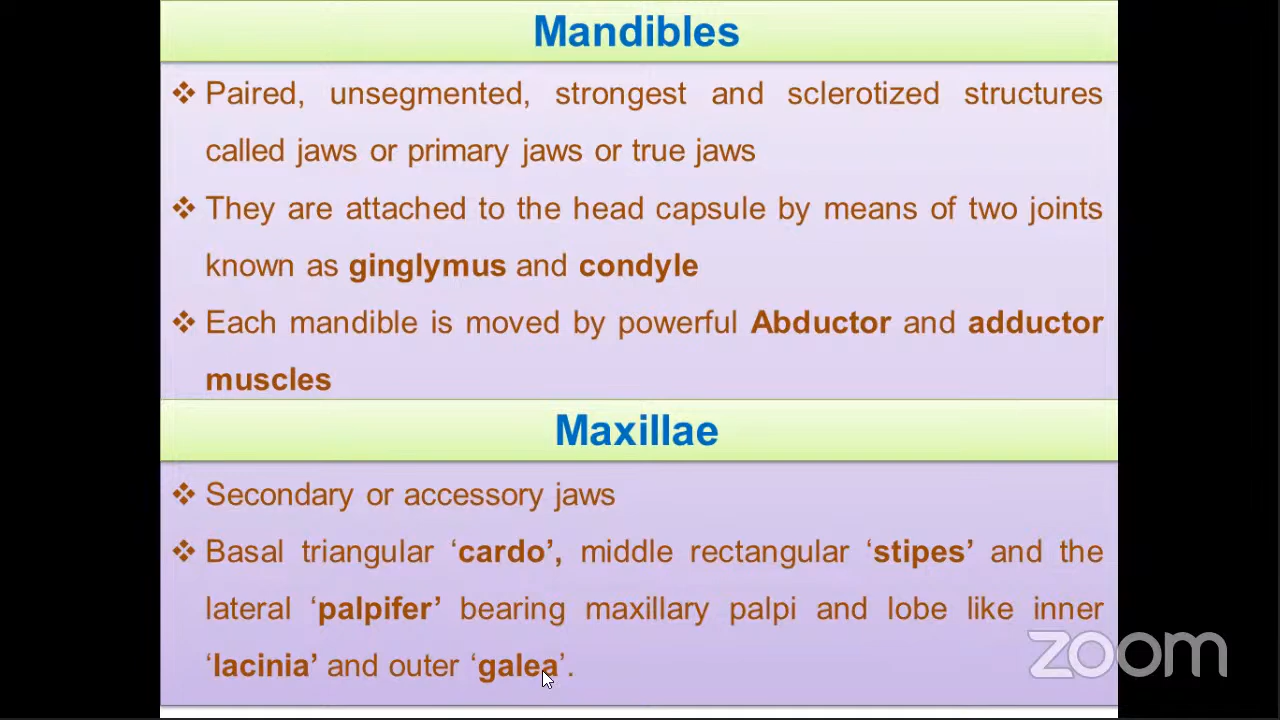 Mandibles
❖ Paired, unsegmented, strongest and sclerotized structures
called jaws or primary jaws or true jaws
❖ They are attached to the head capsule by means of two joints
known as ginglymus and condyle
❖ Each mandible is moved by powerful Abductor and adductor
muscles
Maxillae
❖ Secondary or accessory jaws
❖ Basal triangular ‘cardo’, middle rectangular ‘stipes’ and the
lateral ‘palpifer’ bearing maxillary palpi and lobe like inner
‘lacinia’ and outer ‘galea’.
zoom